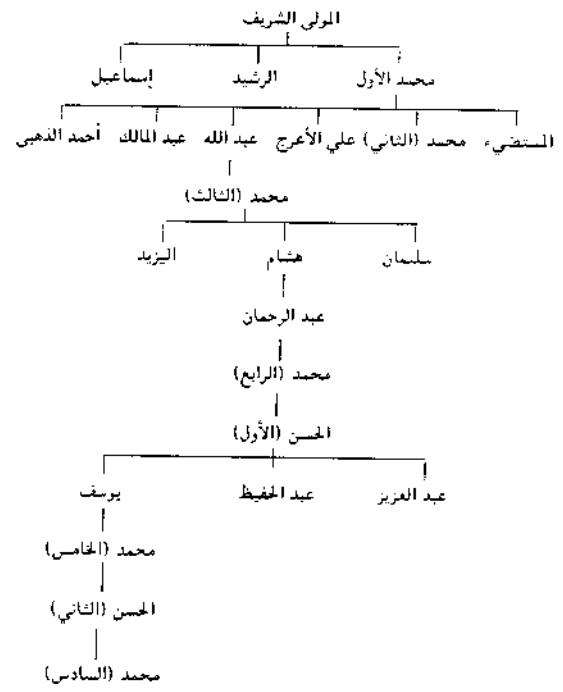 المولى الشريف
محمد الأول الرشيد إسماعيل
المستضيء محمد (الثاني) علي الأعرج عبد الله عبد المالك أحمد الذهبي
محمد (الثالث)
سليمان هشام اليزيد
عبد الرحمان
محمد (الرابع)
الحسن (الأول)
عبد العزيز عبد الحفيظ يوسف
محمد (الخامس)
الحسن (الثاني)
محمد (السادس)